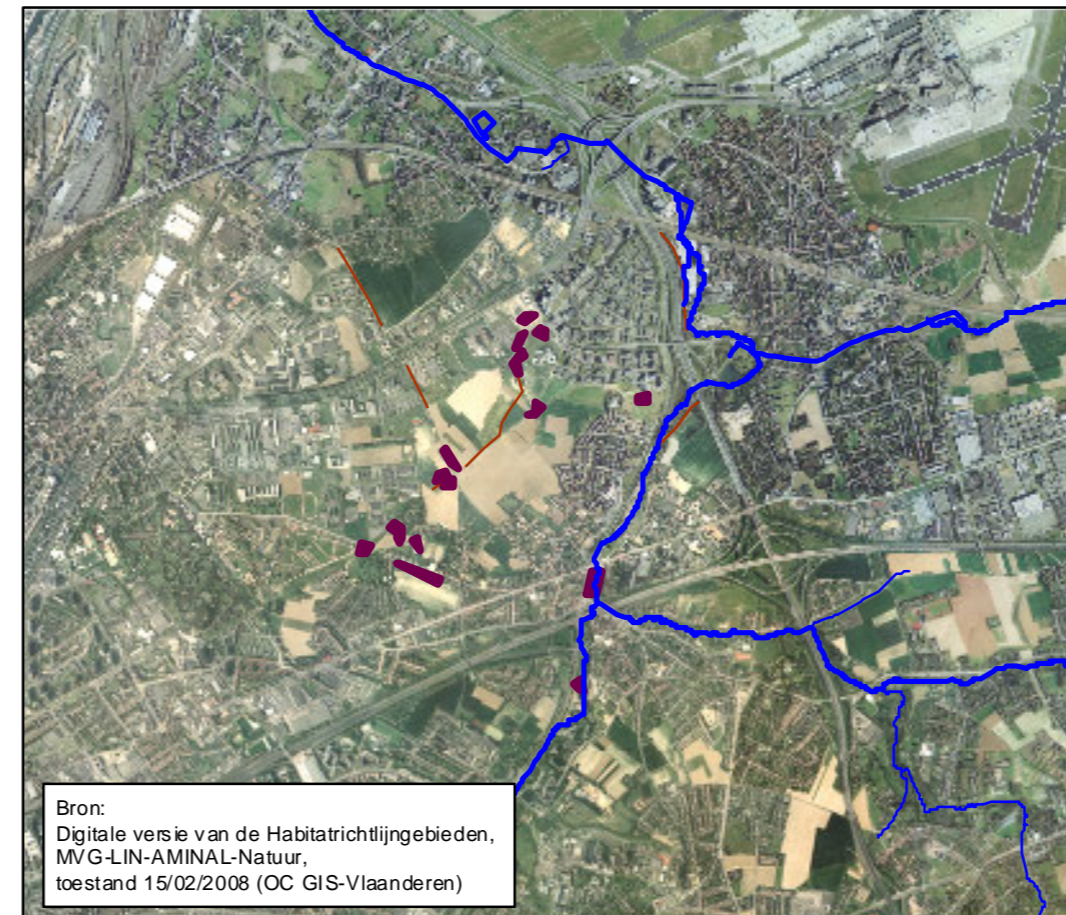 Bron:
Digitale versie van de Habitatrichtlijngebieden,
MVG-LIN-AMINAL-Natuur,
toestand 15/02/2008 (OC GIS-Vlaanderen)